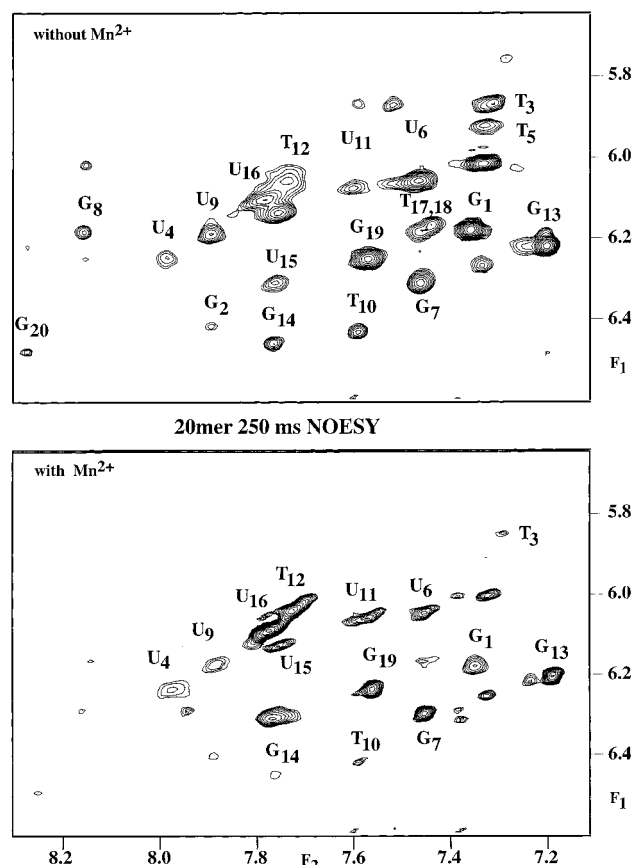 without Mn2+
5.8
T3
T5
U11
U6
6.0
T12
U16
G8
U9
U4
T17,18
G1
G13
6.2
G19
U15
G2
G20
G14
T10
G7
6.4
F1
20mer 250 ms NOESY
with Mn2+
5.8
T3
T12
U16
U11
U6
6.0
U9
U4
U15
G19
G1
G13
6.2
G14
T10
G7
6.4
F1
8.2 8.0 7.8 7.6 7.4 7.2
F2